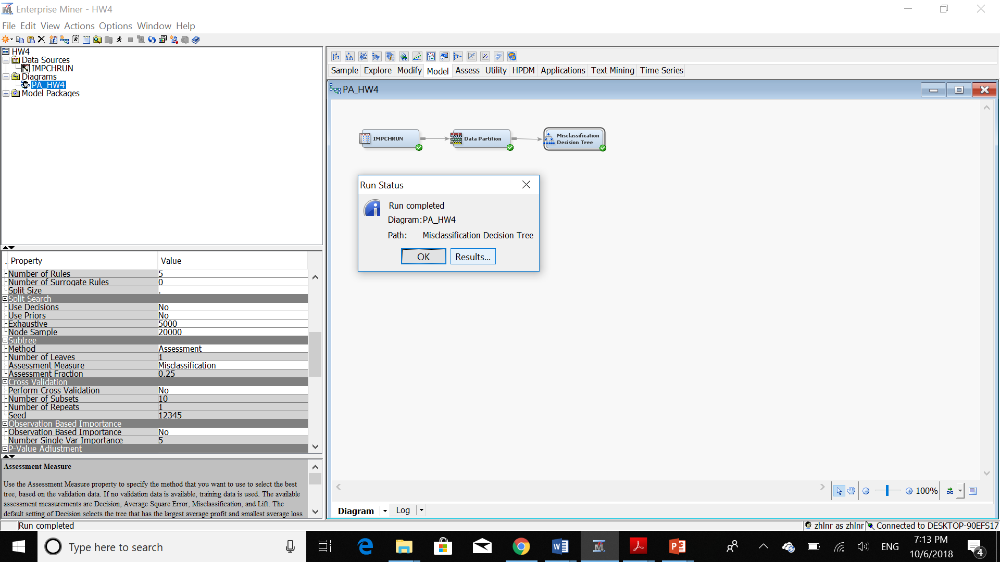 Enterprise Miner - HW4
File Edit View Actions Options Window Help
HW4
Data Sources
IMPCHRUN
Diagrams
PA_HW4
Model Packages
Sample Explore Modify Model Assess Utility HPDM Applications Text Mining Time Series
PA_HW4
IMPCHRUN
Data Partition
Misclassification
Decision Tree
Run Status
Run completed
Diagram: PA_HW4
Path: Misclassification Decision Tree
OK Results...
.. Property Value
Number of Rules 5
Number of Surrogate Rules 0
Split Size .
Split Search
Use Decisions No
Use Priors No
Exhaustive 5000
Node Sample 20000
Subtree
Method Assessment
Number of Leaves 1
Assessment Measure Misclassification
Assessment Fraction 0.25
Cross Validation
Perform Cross Validation No
Number of Subsets 10
Number of Repeats 1
Seed 12345
Observation Based Importance
Observation Based Importance No
Number Single Var Importance 5
P-Value Adjustment
Assessment Measure
Use the Assessment Measure property to specify the method that you want to use to select the best
tree, based on the validation data. If no validation data is available, training data is used. The available
assessment measurements are Decision, Average Square Error, Misclassification, and Lift. The
default setting of Decision selects the tree that has the largest average profit and smallest average loss
100%
Diagram Log
Run completed
zhlnr as zhlnr Connected to DESKTOP-90EFS17
Type here to search
ENG
7:13 PM
10/6/2018
4